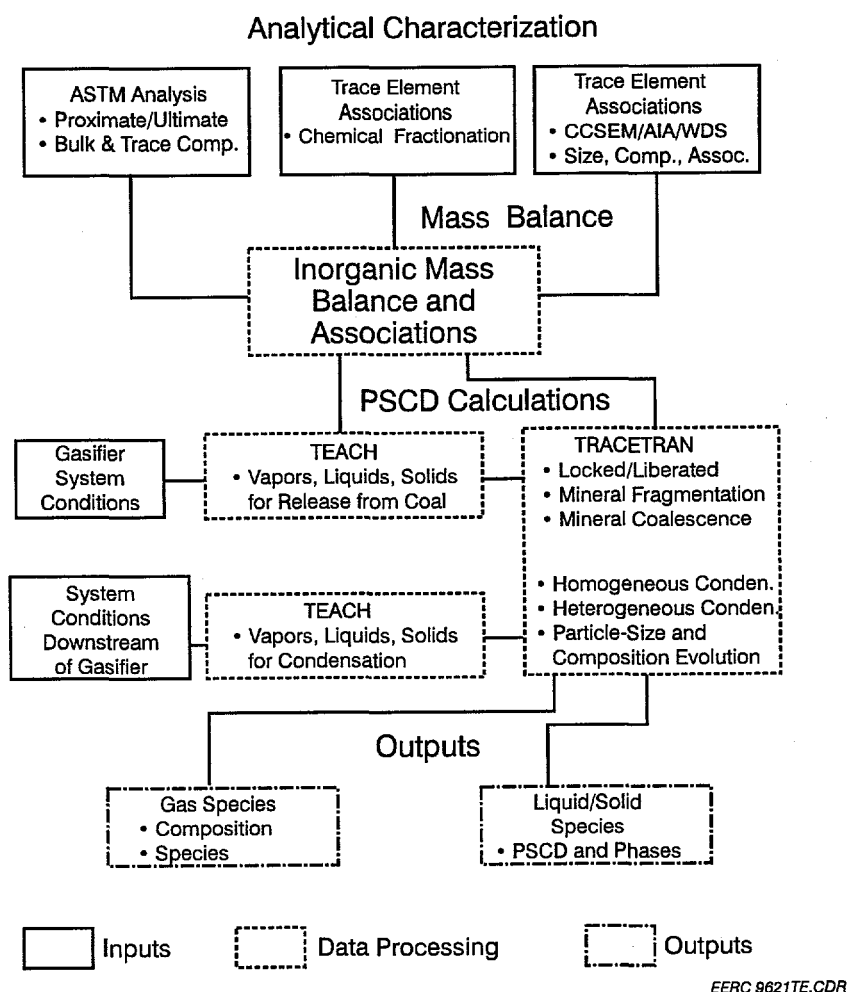 Analytical Characterization
ASTM Analysis
• Proximate/Ultimate
• Bulk & Trace Comp.
Trace Element
Associations
• Chemical Fractionation
Trace Element
Associations
• CCSEM/AIA/WDS
• Size, Comp., Assoc.
Mass Balance
Inorganic Mass
Balance and
Associations
PSCD Calculations
Gasifier
System
Conditions
TEACH
• Vapors, Liquids, Solids
for Release from Coal
TRACETRAN
• Locked/Liberated
• Mineral Fragmentation
• Mineral Coalescence
• Homogeneous Conden.
• Heterogeneous Conden.
• Particle-Size and
Composition Evolution
System
Conditions
Downstream
of Gasifier
TEACH
• Vapors, Liquids, Solids
for Condensation
Outputs
Gas Species
• Composition
• Species
Liquid/Solid
Species
• PSCD and Phases
Inputs
Data Processing
Outputs
EERC 9621TE.CDR